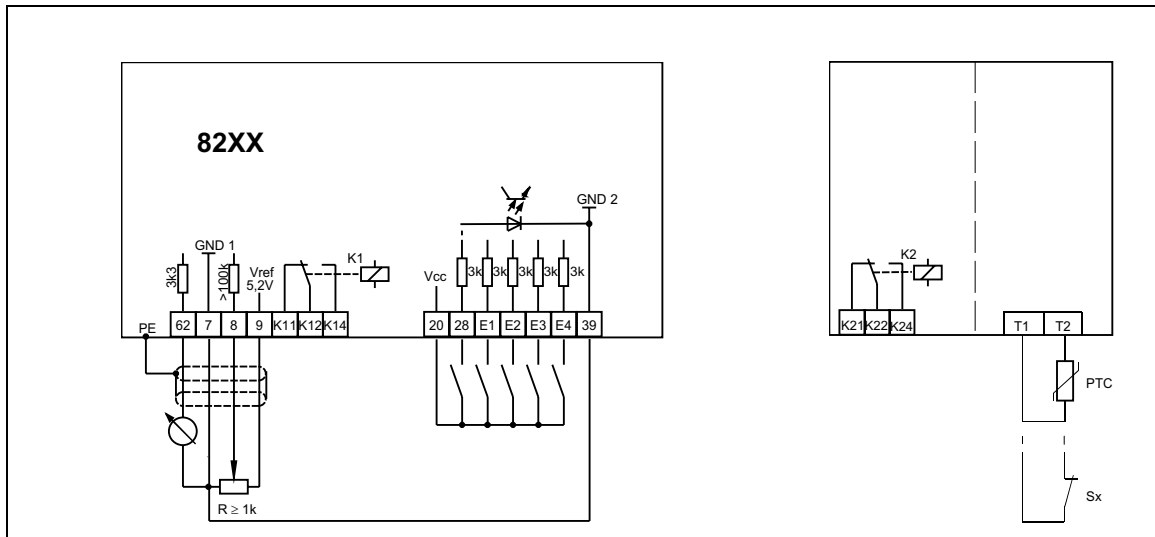 82XX
GND 2
GND 1
3k3
>100k
Vref
5,2V
K1
Vcc
3k 3k 3k 3k 3k
K2
PE
62 7 8 9 K11 K12 K14
20 28 E1 E2 E3 E4 39
K21 K22 K24
T1 T2
PTC
R ≥ 1k
Sx